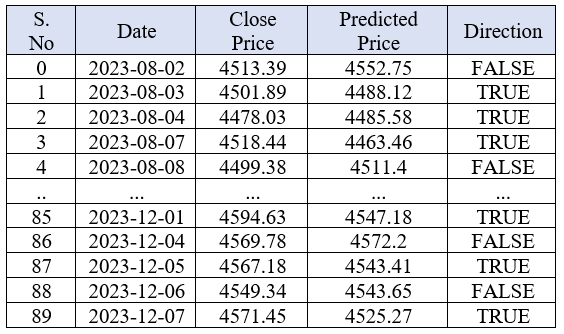 S. No Date Close Price Predicted Price Direction
0 2023-08-02 4513.39 4552.75 FALSE
1 2023-08-03 4501.89 4488.12 TRUE
2 2023-08-04 4478.03 4485.58 TRUE
3 2023-08-07 4518.44 4463.46 TRUE
4 2023-08-08 4499.38 4511.4 FALSE
.. ... ... ... ...
85 2023-12-01 4594.63 4547.18 TRUE
86 2023-12-04 4569.78 4572.2 FALSE
87 2023-12-05 4567.18 4543.41 TRUE
88 2023-12-06 4549.34 4543.65 FALSE
89 2023-12-07 4571.45 4525.27 TRUE